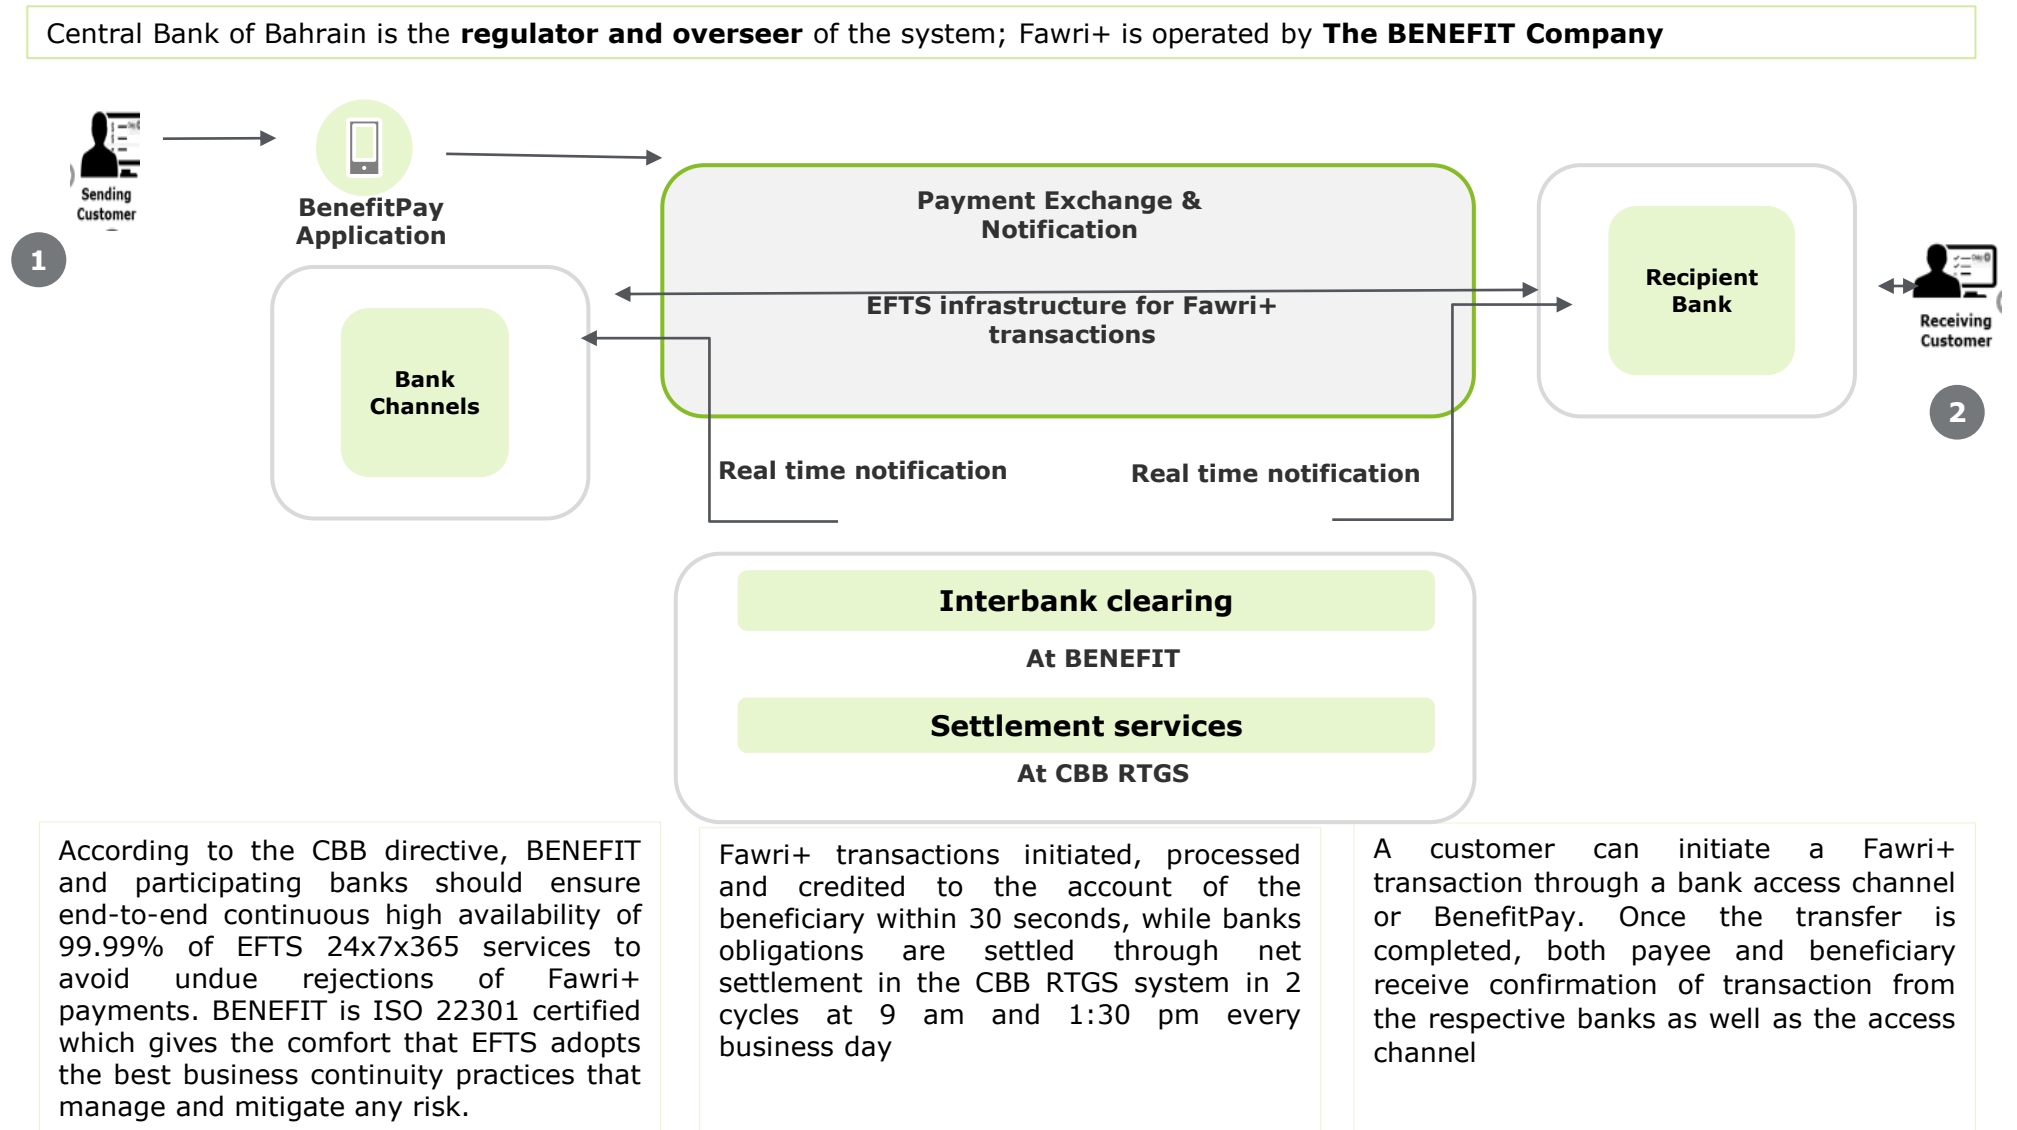 Central Bank of Bahrain is the regulator and overseer of the system; Fawri+ is operated by The BENEFIT Company
Sending
Customer
1
BenefitPay
Application
Bank
Channels
Payment Exchange &
Notification
EFTS infrastructure for Fawri+
transactions
Recipient
Bank
Receiving
Customer
2
Real time notification
Real time notification
Interbank clearing
At BENEFIT
Settlement services
At CBB RTGS
According to the CBB directive, BENEFIT
and participating banks should ensure
end-to-end continuous high availability of
99.99% of EFTS 24x7x365 services to
avoid undue rejections of Fawri+
payments. BENEFIT is ISO 22301 certified
which gives the comfort that EFTS adopts
the best business continuity practices that
manage and mitigate any risk.
Fawri+ transactions initiated, processed
and credited to the account of the
beneficiary within 30 seconds, while banks
obligations are settled through net
settlement in the CBB RTGS system in 2
cycles at 9 am and 1:30 pm every
business day
A customer can initiate a Fawri+
transaction through a bank access channel
or BenefitPay. Once the transfer is
completed, both payee and beneficiary
receive confirmation of transaction from
the respective banks as well as the access
channel